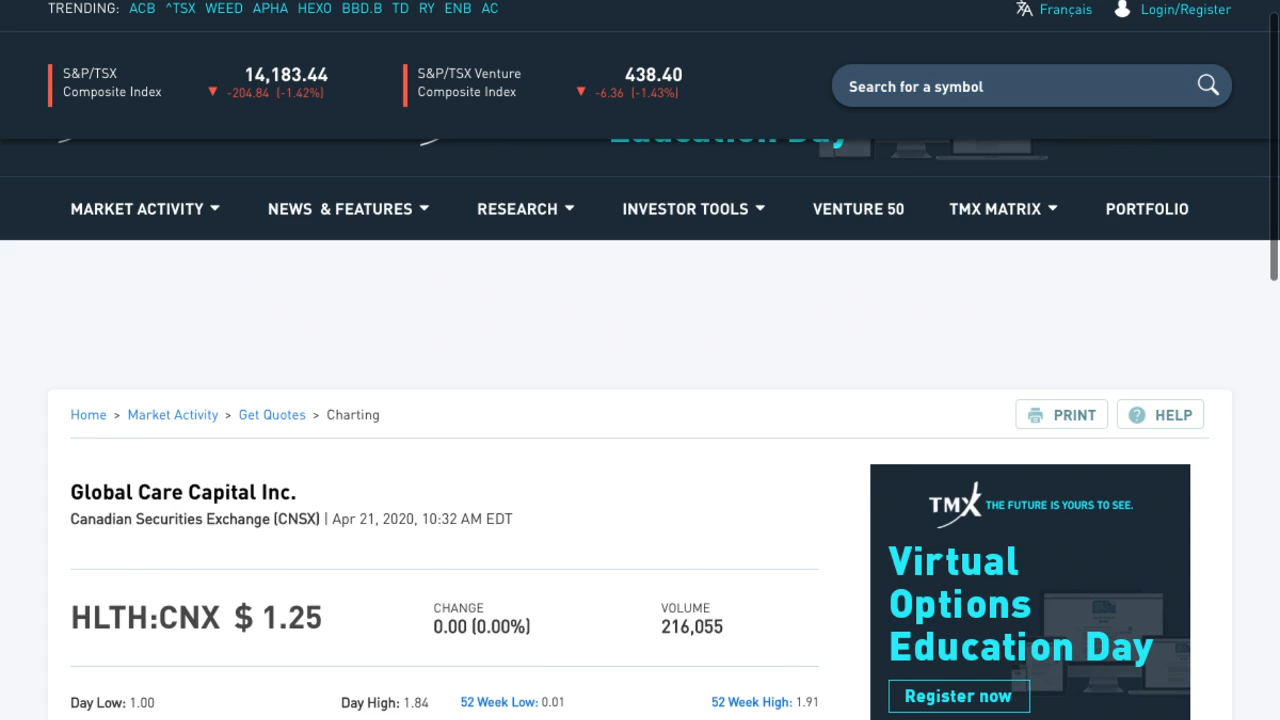 TRENDING: ACB ^TSX WEED APHA HEXO BBD.B TD RY ENB AC
Français Login/Register
S&P/TSX
Composite Index
14,183.44
-204.84 (-1.42%)
S&P/TSX Venture
Composite Index
438.40
-6.36 (-1.43%)
Search for a symbol
Education Day
MARKET ACTIVITY NEWS & FEATURES RESEARCH INVESTOR TOOLS VENTURE 50 TMX MATRIX PORTFOLIO
Home > Market Activity > Get Quotes > Charting
PRINT HELP
Global Care Capital Inc.
Canadian Securities Exchange (CNSX) | Apr 21, 2020, 10:32 AM EDT
HLTH:CNX $ 1.25
CHANGE
0.00 (0.00%)
VOLUME
216,055
Day Low: 1.00 Day High: 1.84 52 Week Low: 0.01 52 Week High: 1.91
TMX THE FUTURE IS YOURS TO SEE.
Virtual
Options
Education Day
Register now